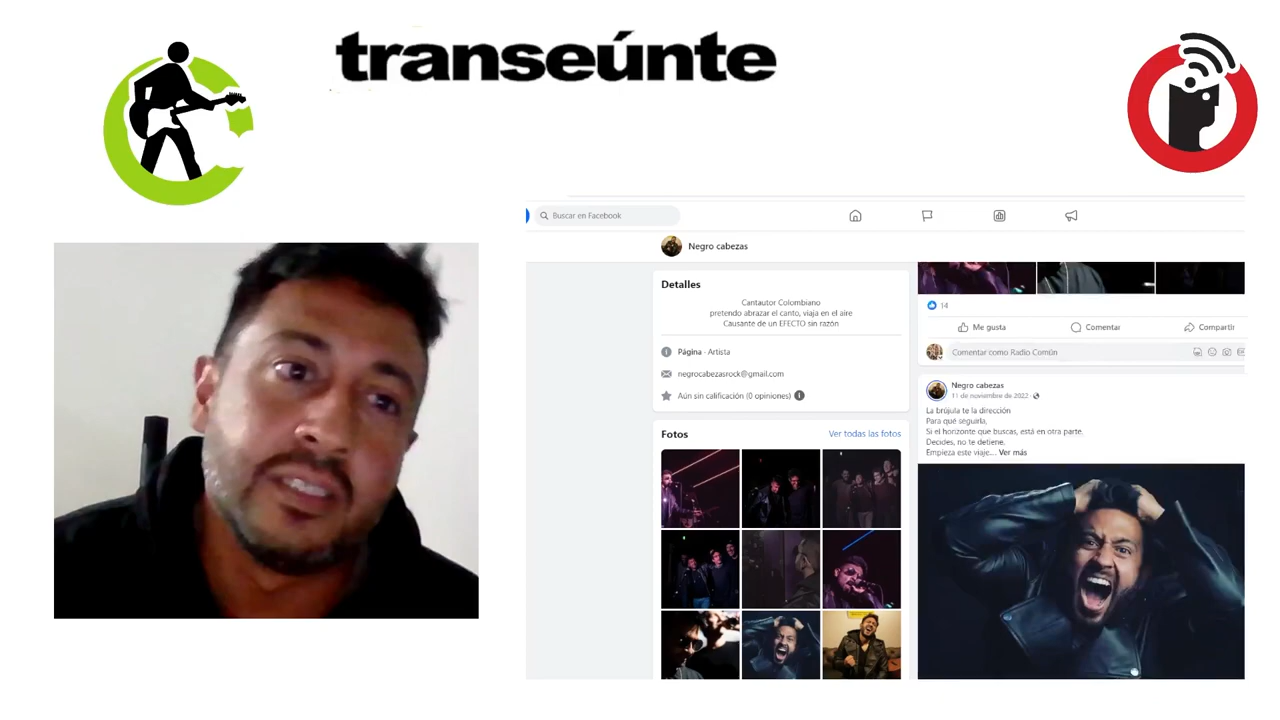 transeúnte
Buscar en Facebook
Negro cabezas
Detalles
Cantautor Colombiano
pretendo abrazar el canto, viaja en el aire
Causante de un EFECTO sin razón
Página · Artista
negrocabezasrock@gmail.com
Aún sin calificación (0 opiniones)
Fotos
Ver todas las fotos
14
Me gusta
Comentar
Compartir
Comentar como Radio Común
Negro cabezas
11 de noviembre de 2022 ·
La brújula te la dirección
Para qué seguirla,
Si el horizonte que buscas, está en otra parte.
Decides, no te detiene.
Empieza este viaje... Ver más